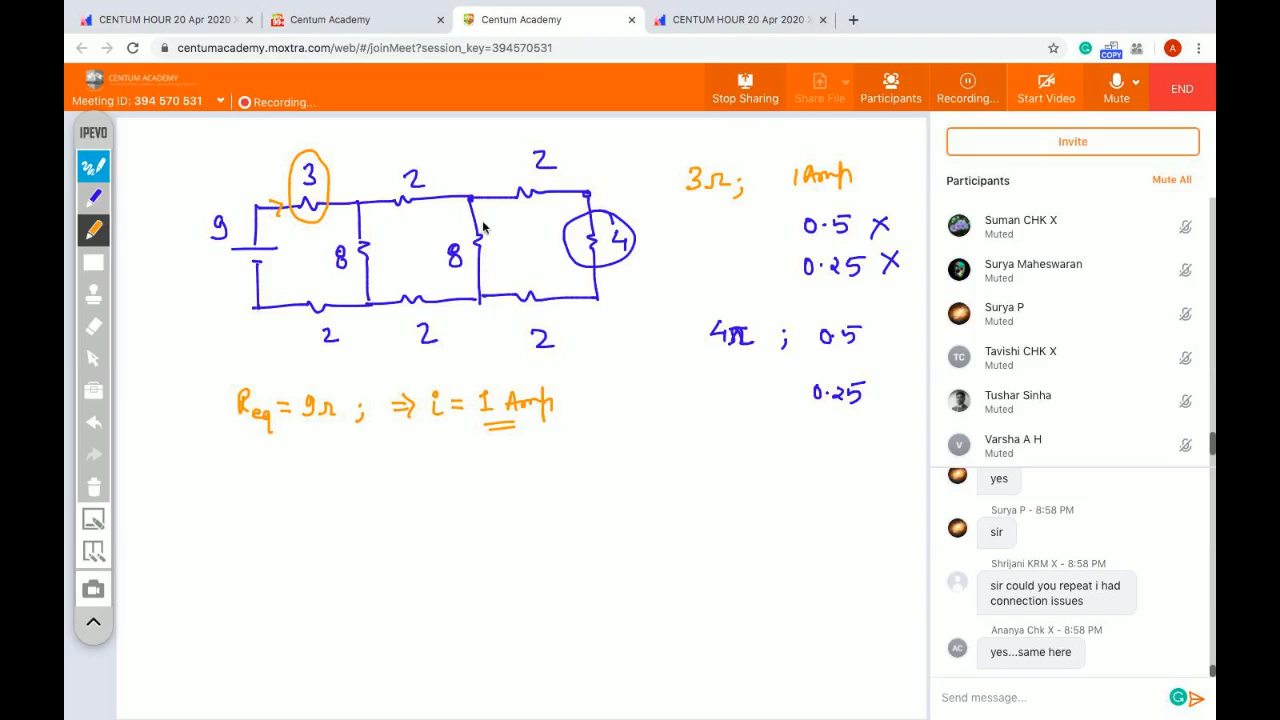 CENTUM HOUR 20 Apr 2020
Centum Academy
Centum Academy
CENTUM HOUR 20 Apr 2020
centumacademy.moxtra.com/web/#/joinMeet?session_key=394570531
COPY
A
CENTUM ACADEMY
Meeting ID: 394 570 531
Recording...
Stop Sharing
Share File
Participants
Recording...
Start Video
Mute
END
IPEVO
3
2
2
9
8
8
4
2
2
2
Req = 9Ω ; ⇒ i = 1 Amp
3Ω; 1 Amp
0.5 X
0.25 X
4Ω ; 0.5
0.25
Invite
Participants
Mute All
Suman CHK X
Muted
Surya Maheswaran
Muted
Surya P
Muted
TC
Tavishi CHK X
Muted
Tushar Sinha
Muted
V
Varsha A H
Muted
yes
Surya P - 8:58 PM
sir
Shrijani KRM X - 8:58 PM
sir could you repeat i had
connection issues
Ananya Chk X - 8:58 PM
AC
yes...same here
Send message...